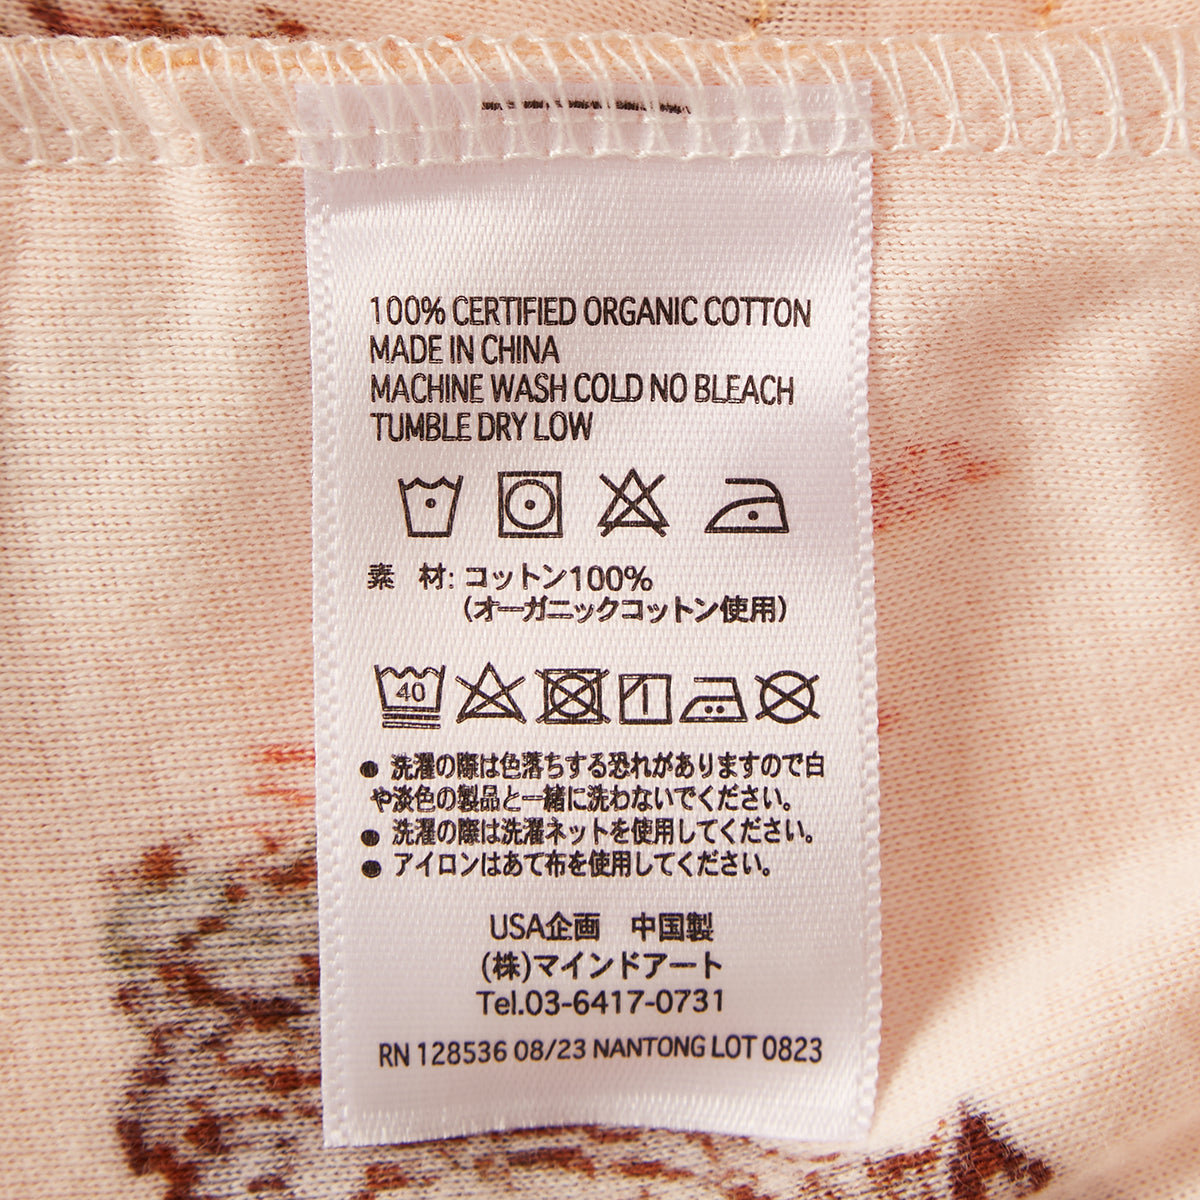 100% CERTIFIED ORGANIC COTTON
MADE IN CHINA
MACHINE WASH COLD NO BLEACH
TUMBLE DRY LOW
素 材: コットン100%
(オーガニックコットン使用)
40
● 洗濯の際は色落ちする恐れがありますので白
や淡色の製品と一緒に洗わないでください。
● 洗濯の際は洗濯ネットを使用してください。
● アイロンはあて布を使用してください。
USA企画 中国製
(株)マインドアート
Tel.03-6417-0731
RN 128536 08/23 NANTONG LOT 0823